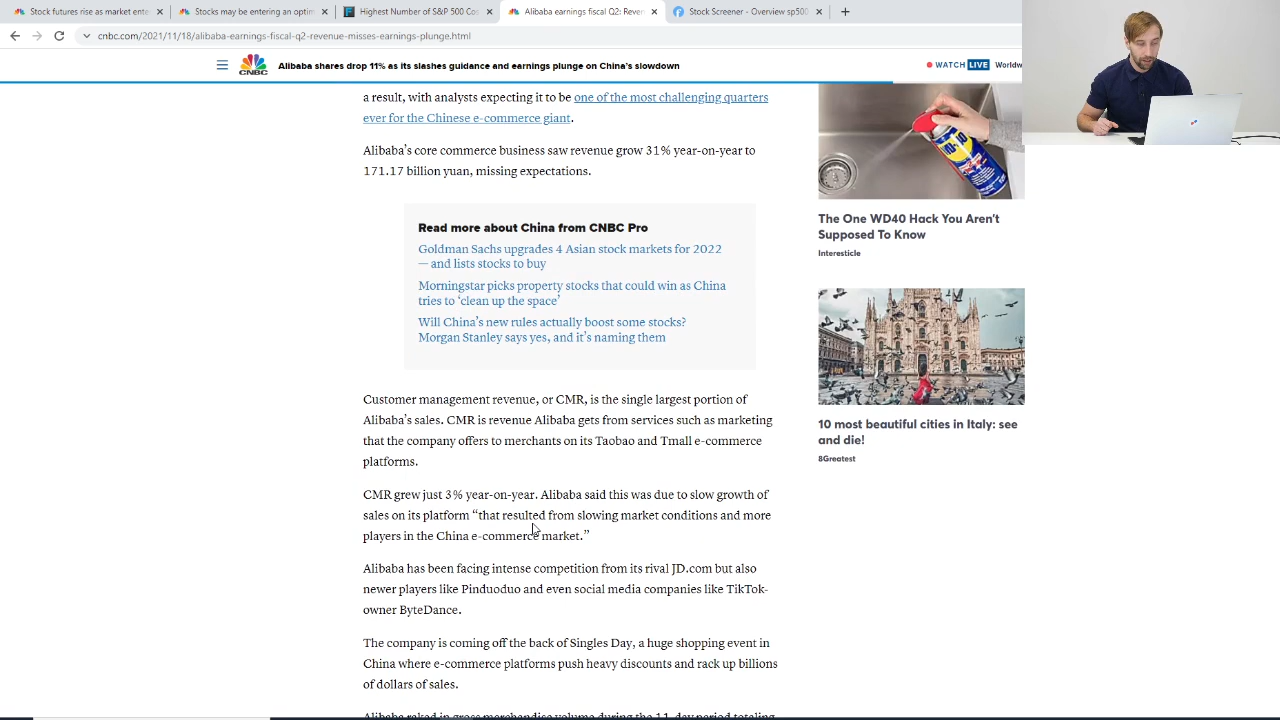 Stock futures rise as market ente
Stocks may be entering an optim
Highest Number of S&P 500 Co
Alibaba earnings fiscal Q2: Rever
Stock Screener - Overview sp500
cnbc.com/2021/11/18/alibaba-earnings-fiscal-q2-revenue-misses-earnings-plunge.html
CNBC
Alibaba shares drop 11% as its slashes guidance and earnings plunge on China's slowdown
WATCH LIVE
Worldw
a result, with analysts expecting it to be one of the most challenging quarters
ever for the Chinese e-commerce giant.
Alibaba's core commerce business saw revenue grow 31% year-on-year to
171.17 billion yuan, missing expectations.
Read more about China from CNBC Pro
Goldman Sachs upgrades 4 Asian stock markets for 2022
— and lists stocks to buy
Morningstar picks property stocks that could win as China
tries to 'clean up the space'
Will China's new rules actually boost some stocks?
Morgan Stanley says yes, and it's naming them
Customer management revenue, or CMR, is the single largest portion of
Alibaba's sales. CMR is revenue Alibaba gets from services such as marketing
that the company offers to merchants on its Taobao and Tmall e-commerce
platforms.
CMR grew just 3% year-on-year. Alibaba said this was due to slow growth of
sales on its platform “that resulted from slowing market conditions and more
players in the China e-commerce market.”
Alibaba has been facing intense competition from its rival JD.com but also
newer players like Pinduoduo and even social media companies like TikTok-
owner ByteDance.
The company is coming off the back of Singles Day, a huge shopping event in
China where e-commerce platforms push heavy discounts and rack up billions
of dollars of sales.
Alibaba raked in gross merchandise volume during the 11-day period totaling
The One WD40 Hack You Aren't
Supposed To Know
Interesticle
10 most beautiful cities in Italy: see
and die!
8Greatest